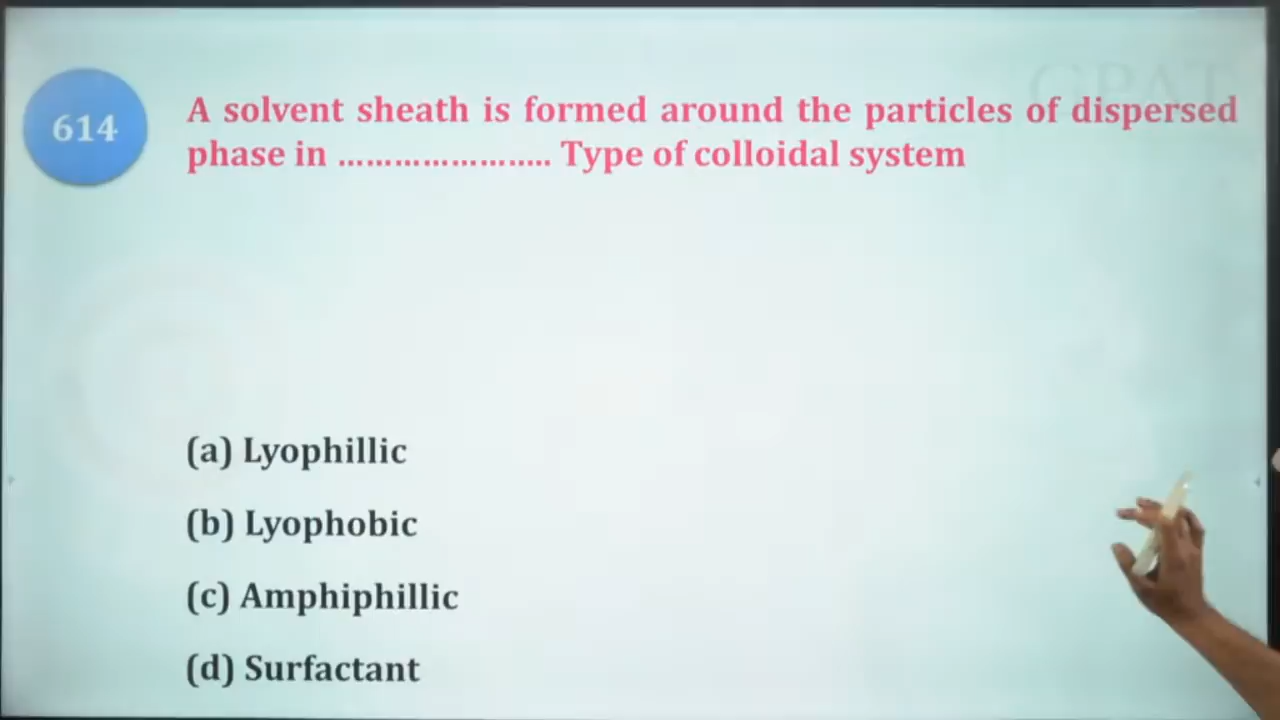 GPAT
614
A solvent sheath is formed around the particles of dispersed
phase in ...................... Type of colloidal system
(a) Lyophillic
(b) Lyophobic
(c) Amphiphillic
(d) Surfactant